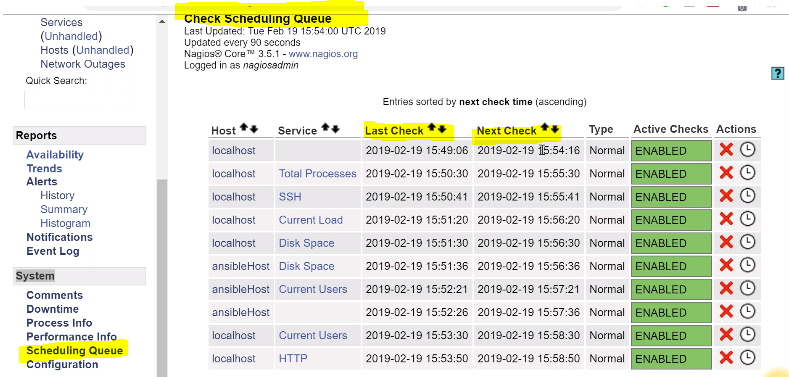 Services
(Unhandled)
Hosts (Unhandled)
Network Outages
Quick Search:
Reports
Availability
Trends
Alerts
History
Summary
Histogram
Notifications
Event Log
System
Comments
Downtime
Process Info
Performance Info
Scheduling Queue
Configuration
Check Scheduling Queue
Last Updated: Tue Feb 19 15:54:00 UTC 2019
Updated every 90 seconds
Nagios® Core™ 3.5.1 - www.nagios.org
Logged in as nagiosadmin
?
Entries sorted by next check time (ascending)
Host Service Last Check Next Check Type Active Checks Actions
localhost 2019-02-19 15:49:06 2019-02-19 15:54:16 Normal ENABLED
localhost Total Processes 2019-02-19 15:50:30 2019-02-19 15:55:30 Normal ENABLED
localhost SSH 2019-02-19 15:50:41 2019-02-19 15:55:41 Normal ENABLED
localhost Current Load 2019-02-19 15:51:20 2019-02-19 15:56:20 Normal ENABLED
localhost Disk Space 2019-02-19 15:51:30 2019-02-19 15:56:30 Normal ENABLED
ansibleHost Disk Space 2019-02-19 15:51:36 2019-02-19 15:56:36 Normal ENABLED
ansibleHost Current Users 2019-02-19 15:52:21 2019-02-19 15:57:21 Normal ENABLED
ansibleHost 2019-02-19 15:52:26 2019-02-19 15:57:36 Normal ENABLED
localhost Current Users 2019-02-19 15:53:30 2019-02-19 15:58:30 Normal ENABLED
localhost HTTP 2019-02-19 15:53:50 2019-02-19 15:58:50 Normal ENABLED